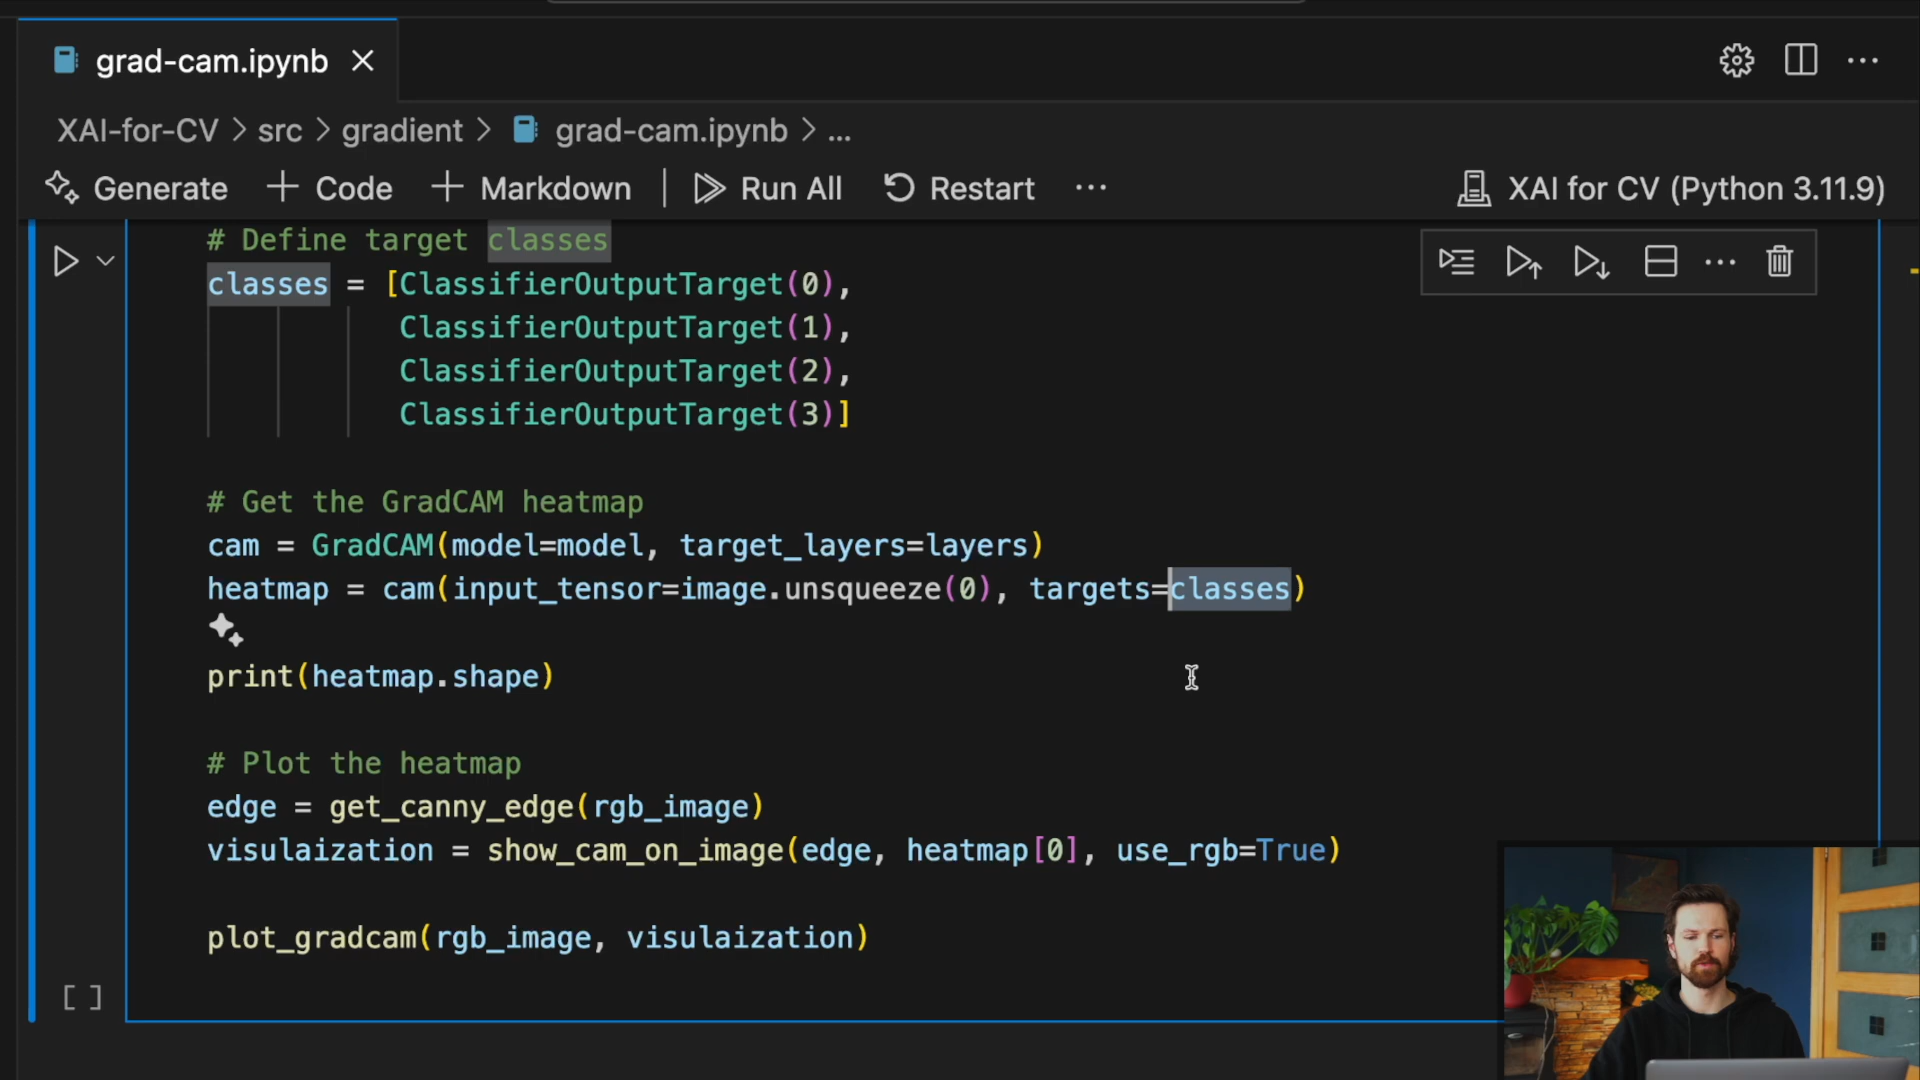 grad-cam.ipynb
XAI-for-CV > src > gradient > grad-cam.ipynb > ...
Generate + Code + Markdown | Run All Restart ... XAI for CV (Python 3.11.9)
# Define target classes
classes = [ClassifierOutputTarget(0),
ClassifierOutputTarget(1),
ClassifierOutputTarget(2),
ClassifierOutputTarget(3)]
# Get the GradCAM heatmap
cam = GradCAM(model=model, target_layers=layers)
heatmap = cam(input_tensor=image.unsqueeze(0), targets=classes)
print(heatmap.shape)
# Plot the heatmap
edge = get_canny_edge(rgb_image)
visulaization = show_cam_on_image(edge, heatmap[0], use_rgb=True)
plot_gradcam(rgb_image, visulaization)
[ ]